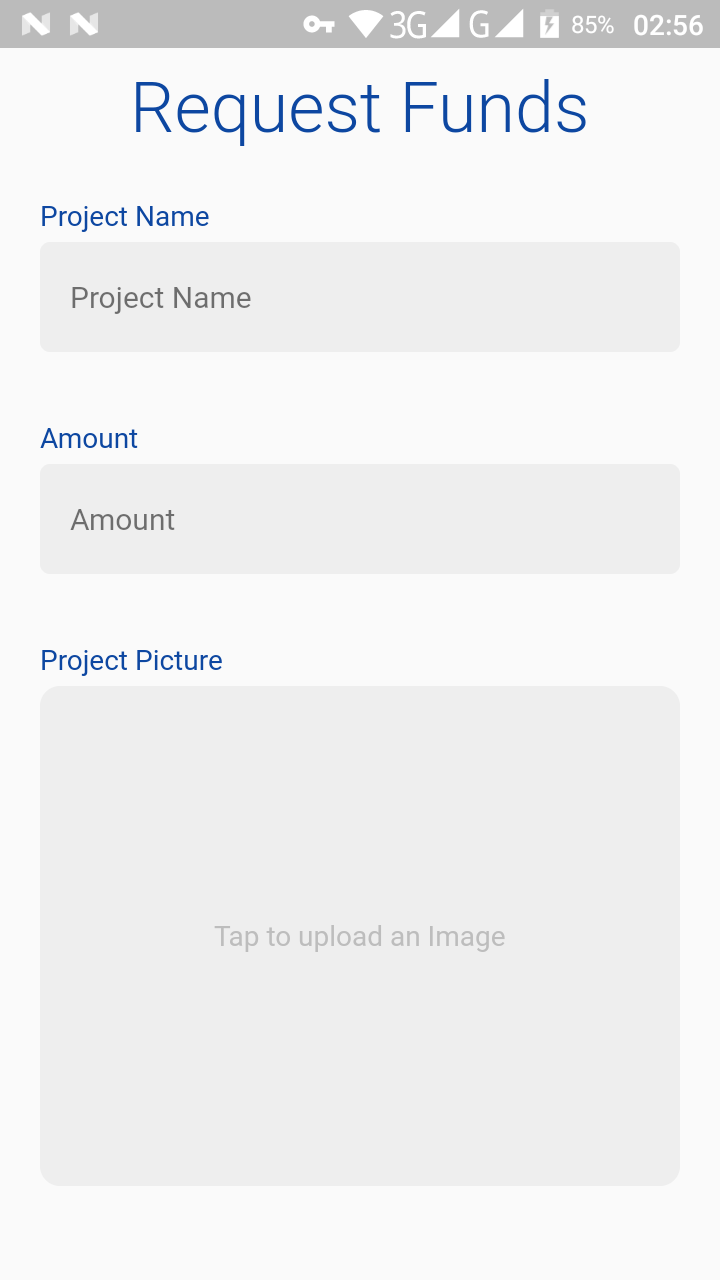 3G G 85% 02:56
Request Funds
Project Name
Project Name
Amount
Amount
Project Picture
Tap to upload an Image